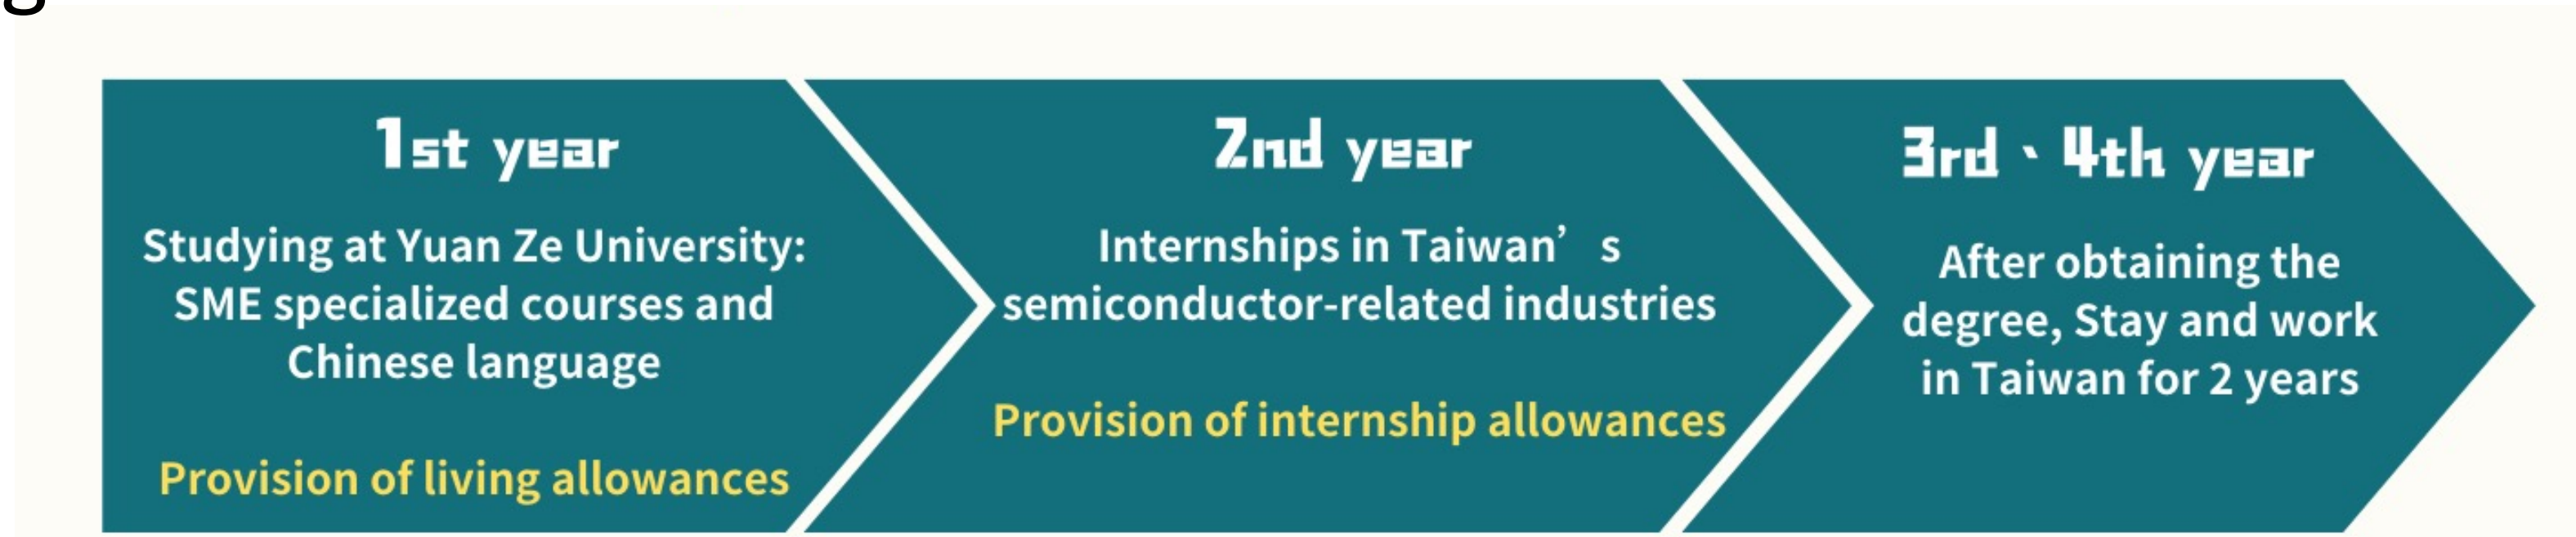 1st year
Studying at Yuan Ze University:
SME specialized courses and
Chinese language
Provision of living allowances
2nd year
Internships in Taiwan’s
semiconductor-related industries
Provision of internship allowances
3rd、4th year
After obtaining the
degree, Stay and work
in Taiwan for 2 years